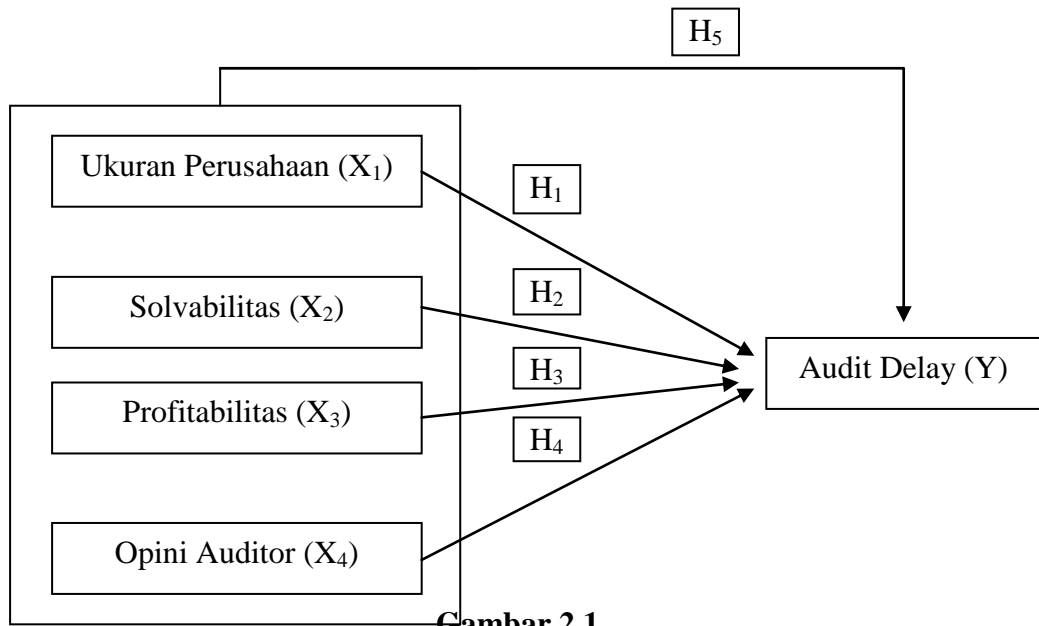 H₅
Ukuran Perusahaan (X₁)
H₁
Solvabilitas (X₂)
H₂
H₃
Audit Delay (Y)
Profitabilitas (X₃)
H₄
Opini Auditor (X₄)
Gambar 2.1